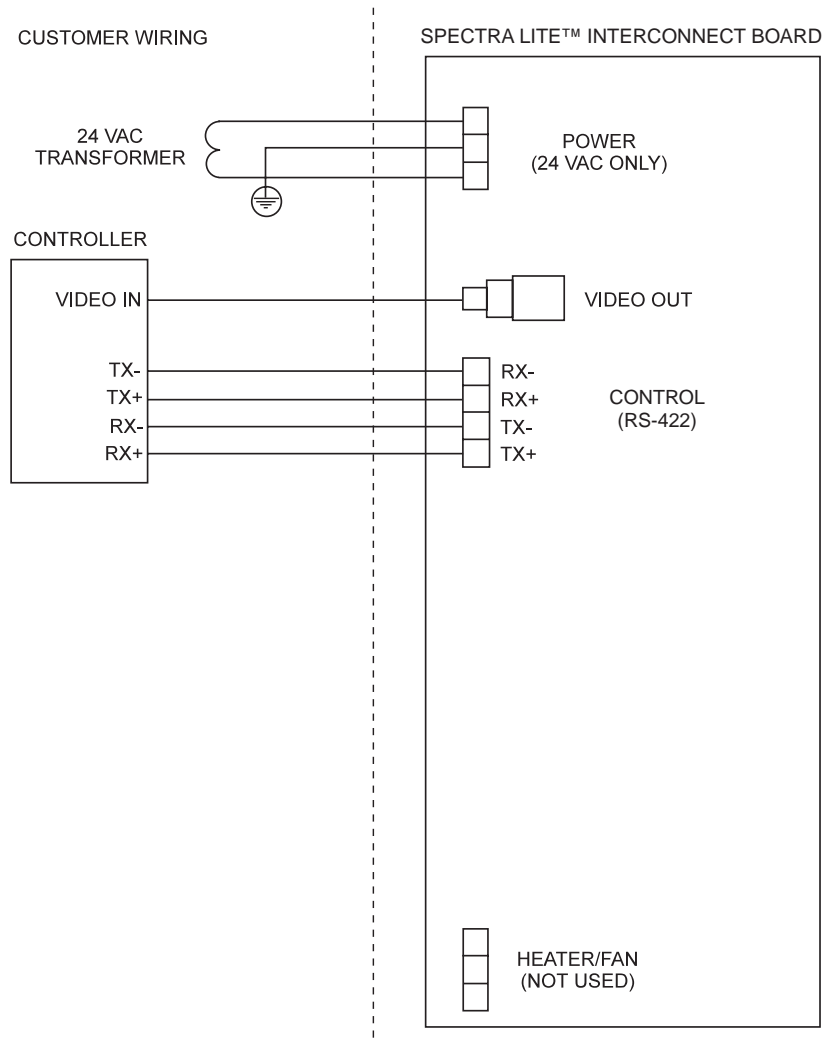 CUSTOMER WIRING
SPECTRA LITE™ INTERCONNECT BOARD
24 VAC
TRANSFORMER
POWER
(24 VAC ONLY)
CONTROLLER
VIDEO IN
VIDEO OUT
TX-
TX+
RX-
RX+
RX-
RX+
TX-
TX+
CONTROL
(RS-422)
HEATER/FAN
(NOT USED)